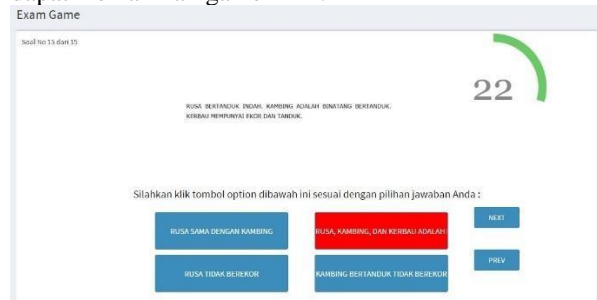 Exam Game
Soal No 15 dari 15
22
RUSA BERTANDUK INDAH. KAMBING ADALAH BINATANG BERTANDUK.
KERBAU MEMPUNYAI EKOR DAN TANDUK.
Silahkan klik tombol option dibawah ini sesuai dengan pilihan jawaban Anda :
RUSA SAMA DENGAN KAMBING
RUSA, KAMBING, DAN KERBAU ADALAH
NEXT
RUSA TIDAK BEREKOR
KAMBING BERTANDUK TIDAK BEREKOR
PREV